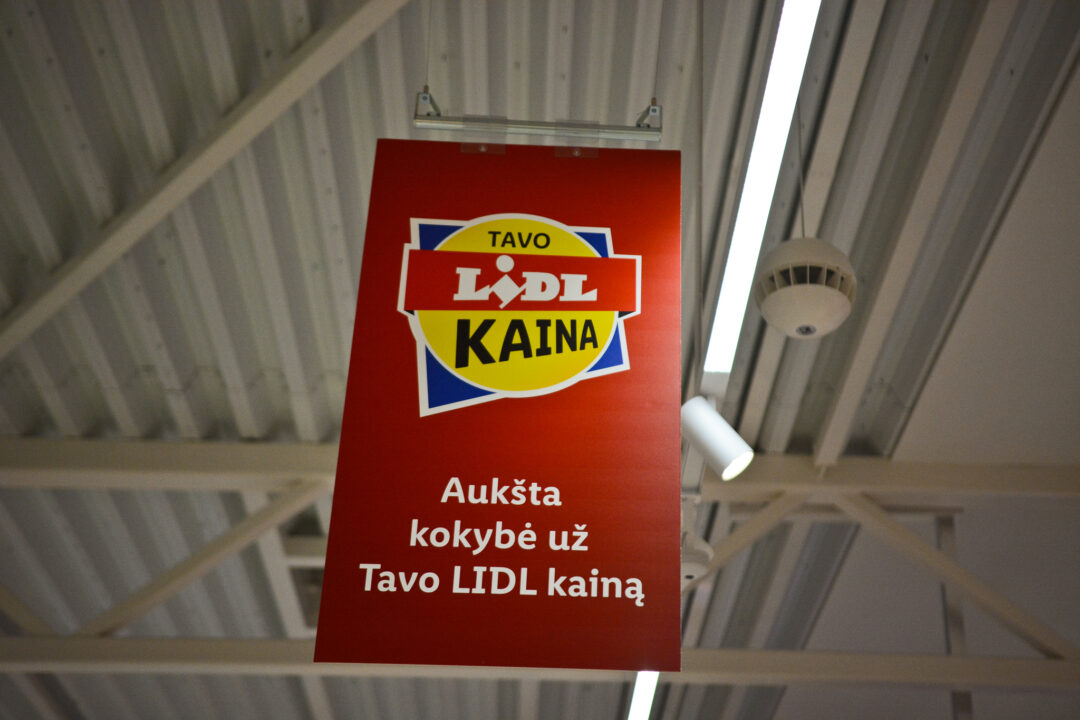 TAVO
LIDL
KAINA
Aukšta
kokybė už
Tavo LIDL kainą